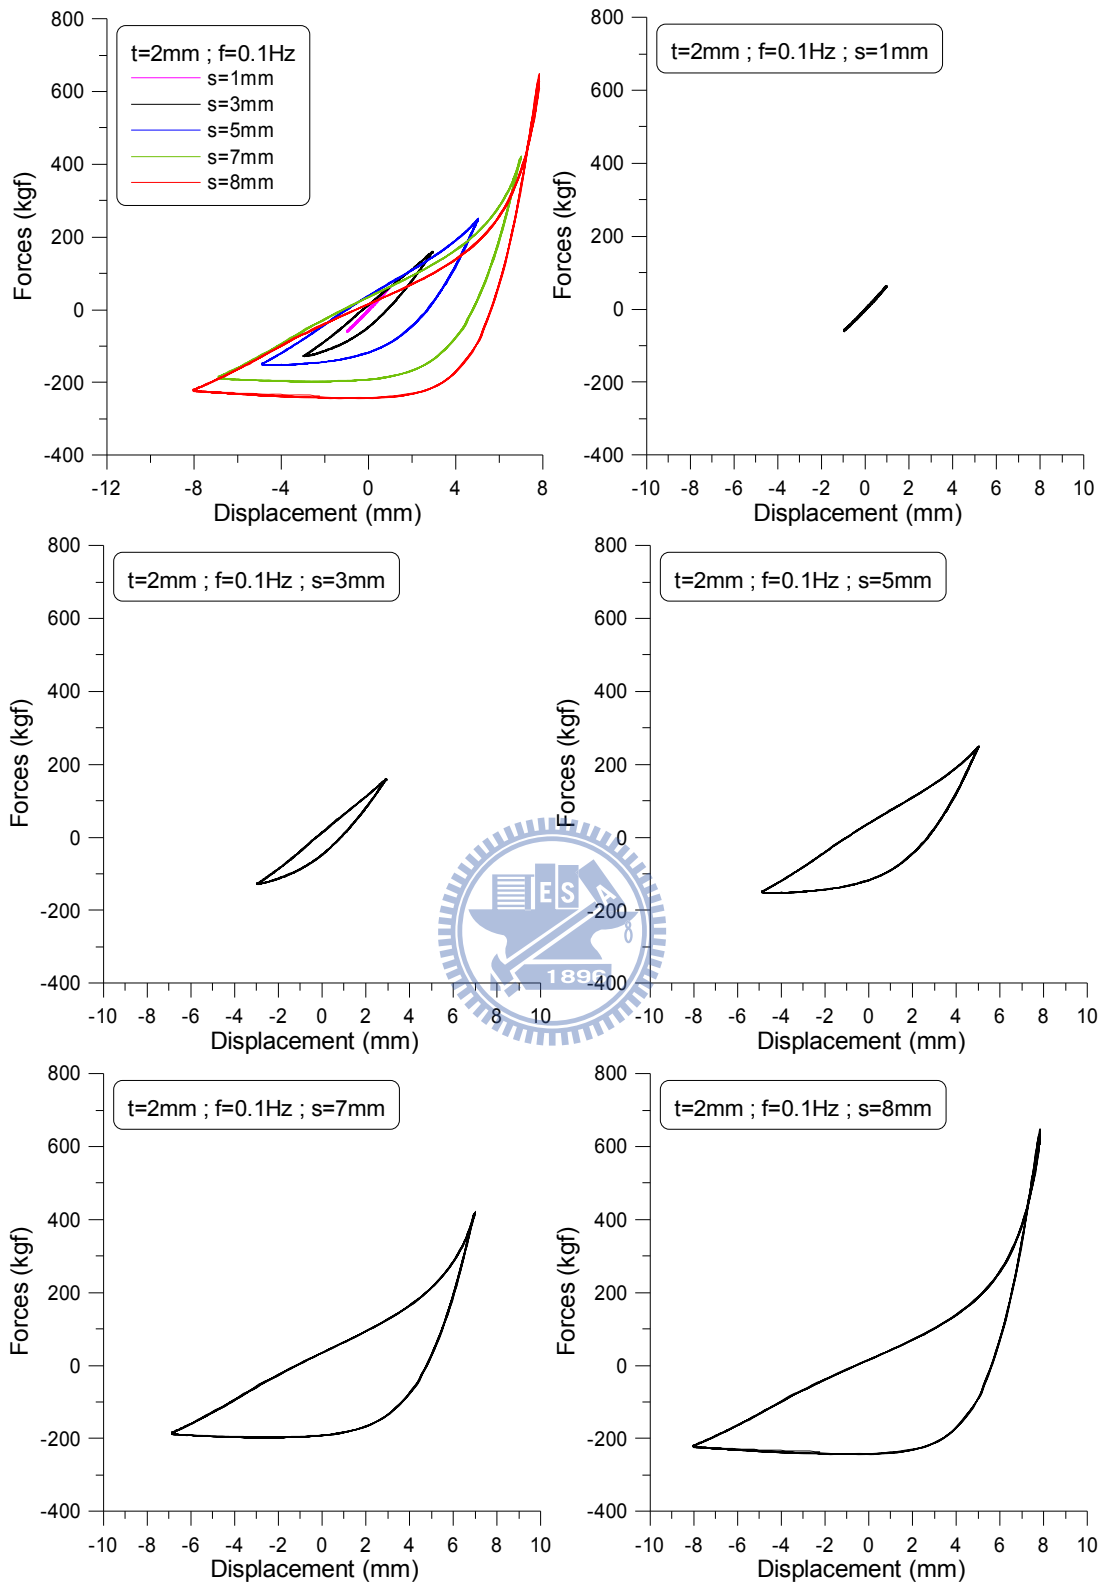 800
600
400
200
0
-200
-400
Forces (kgf)
t=2mm ; f=0.1Hz
s=1mm
s=3mm
s=5mm
s=7mm
s=8mm
-12 -8 -4 0 4 8
Displacement (mm)
800
600
400
200
0
-200
-400
Forces (kgf)
t=2mm ; f=0.1Hz ; s=1mm
-10 -8 -6 -4 -2 0 2 4 6 8 10
Displacement (mm)
800
600
400
200
0
-200
-400
Forces (kgf)
t=2mm ; f=0.1Hz ; s=3mm
-10 -8 -6 -4 -2 0 2 4 6 8 10
Displacement (mm)
800
600
400
200
0
-200
-400
Forces (kgf)
t=2mm ; f=0.1Hz ; s=5mm
-10 -8 -6 -4 -2 0 2 4 6 8 10
Displacement (mm)
E S A
1896
800
600
400
200
0
-200
-400
Forces (kgf)
t=2mm ; f=0.1Hz ; s=7mm
-10 -8 -6 -4 -2 0 2 4 6 8 10
Displacement (mm)
800
600
400
200
0
-200
-400
Forces (kgf)
t=2mm ; f=0.1Hz ; s=8mm
-10 -8 -6 -4 -2 0 2 4 6 8 10
Displacement (mm)